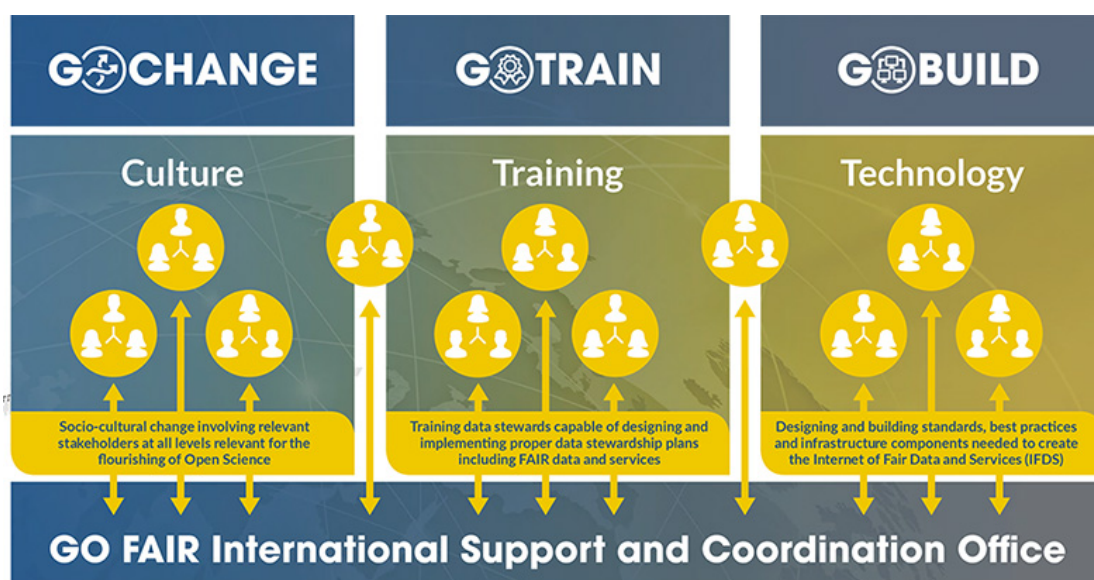 GO CHANGE
GO TRAIN
GO BUILD
Culture
Training
Technology
Socio-cultural change involving relevant
stakeholders at all levels relevant for the
flourishing of Open Science
Training data stewards capable of designing and
implementing proper data stewardship plans
including FAIR data and services
Designing and building standards, best practices
and infrastructure components needed to create
the Internet of Fair Data and Services (IFDS)
GO FAIR International Support and Coordination Office